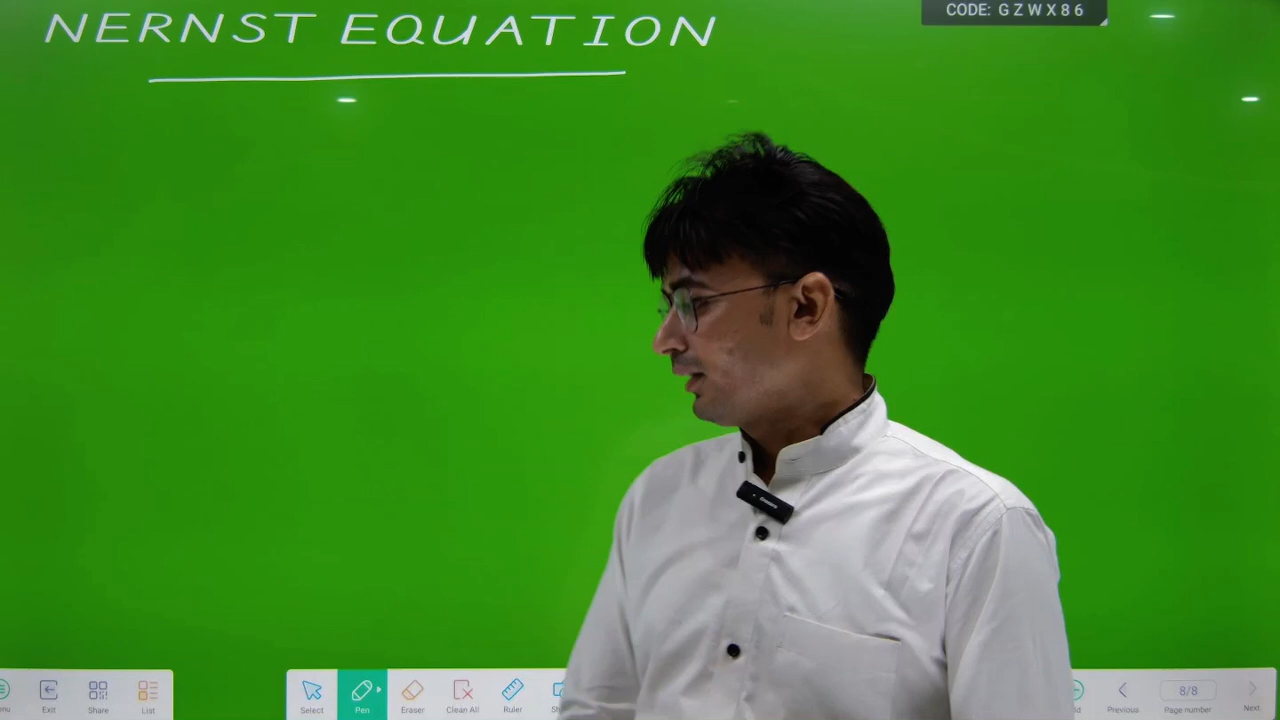 NERNST EQUATION
CODE: G Z W X 8 6
Exit
Share
List
Select
Pen
Eraser
Clean All
Ruler
Previous
8/8
Page number
Next